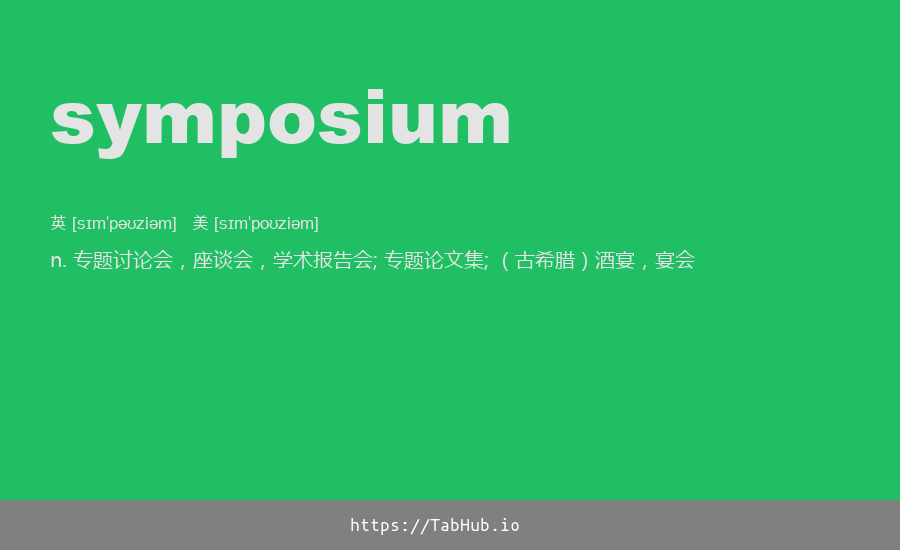 symposium
英 [sɪmˈpəʊziəm] 美 [sɪmˈpoʊziəm]
n. 专题讨论会，座谈会，学术报告会; 专题论文集; （古希腊）酒宴，宴会
https://TabHub.io